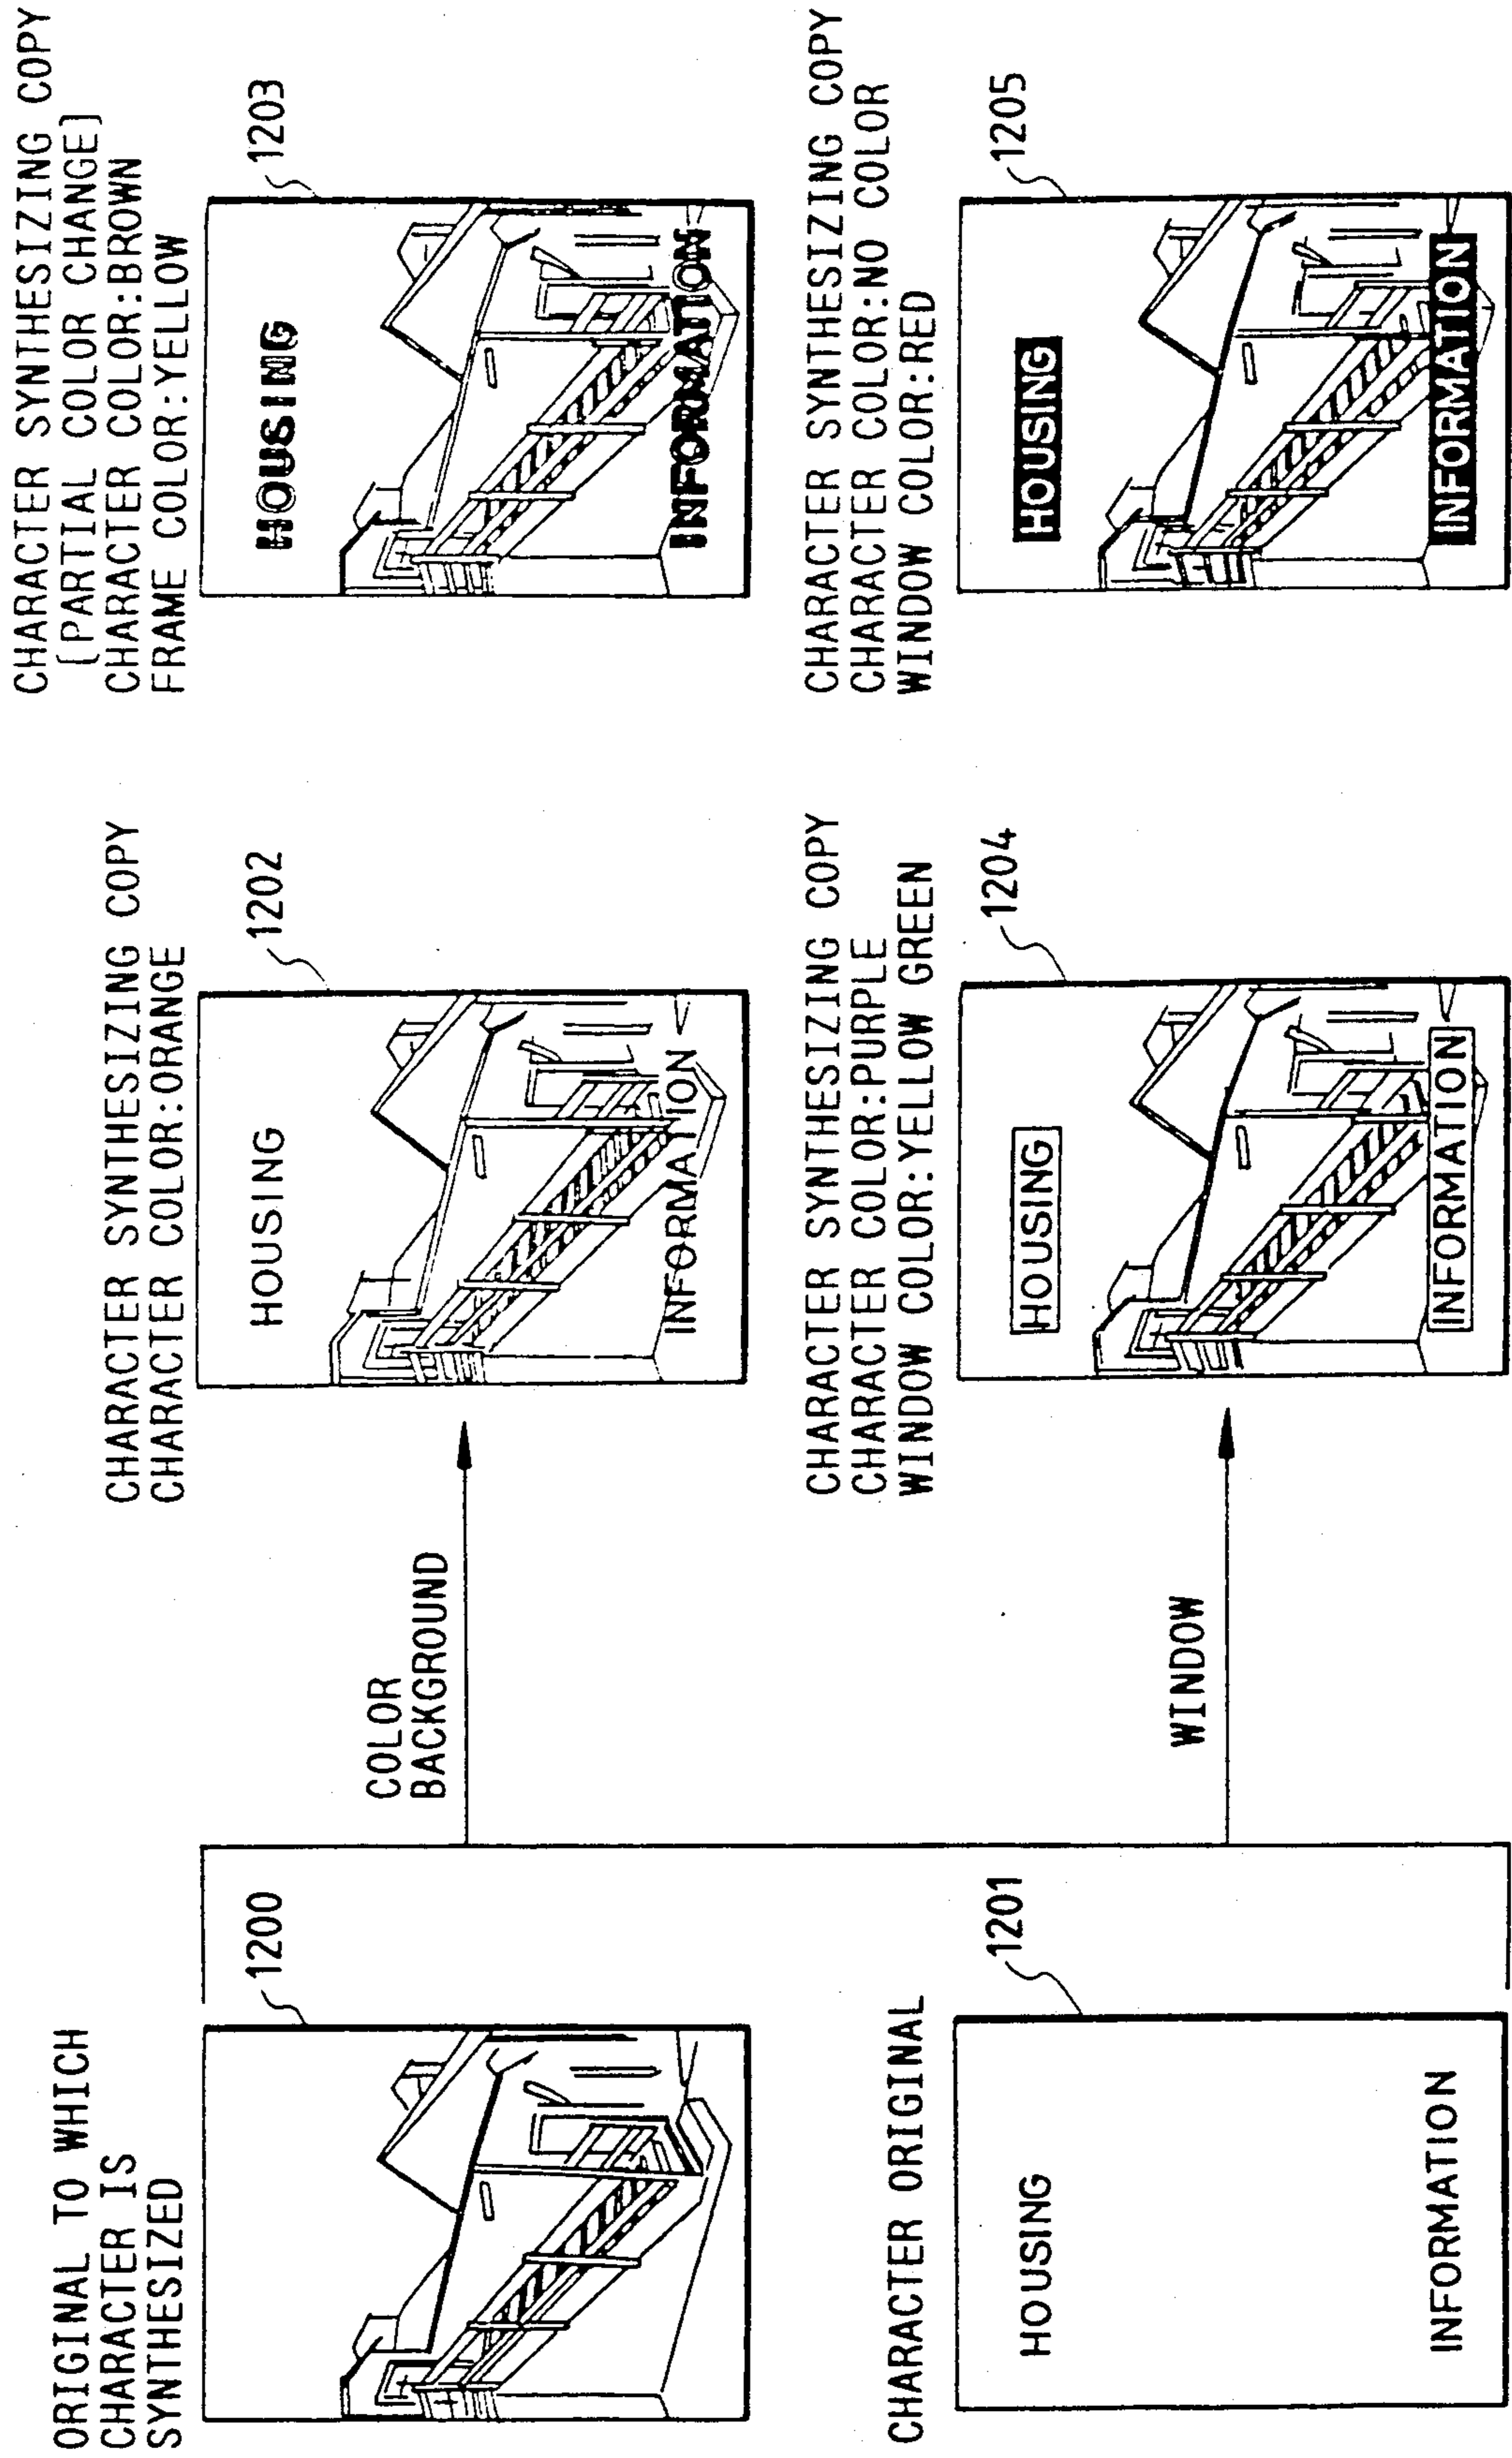 ORIGINAL TO WHICH
CHARACTER IS
SYNTHESIZED
1200
CHARACTER ORIGINAL
1201
HOUSING
INFORMATION
COLOR
BACKGROUND
WINDOW
CHARACTER SYNTHESIZING COPY
CHARACTER COLOR:ORANGE
1202
HOUSING
INFORMATION
CHARACTER SYNTHESIZING COPY
[PARTIAL COLOR CHANGE]
CHARACTER COLOR:BROWN
FRAME COLOR:YELLOW
1203
HOUSING
INFORMATION
CHARACTER SYNTHESIZING COPY
CHARACTER COLOR:PURPLE
WINDOW COLOR:YELLOW GREEN
1204
HOUSING
INFORMATION
CHARACTER SYNTHESIZING COPY
CHARACTER COLOR:NO COLOR
WINDOW COLOR:RED
1205
HOUSING
INFORMATION